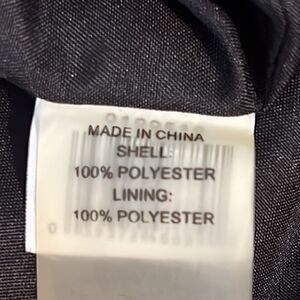 MADE IN CHINA
SHELL:
100% POLYESTER
LINING:
100% POLYESTER